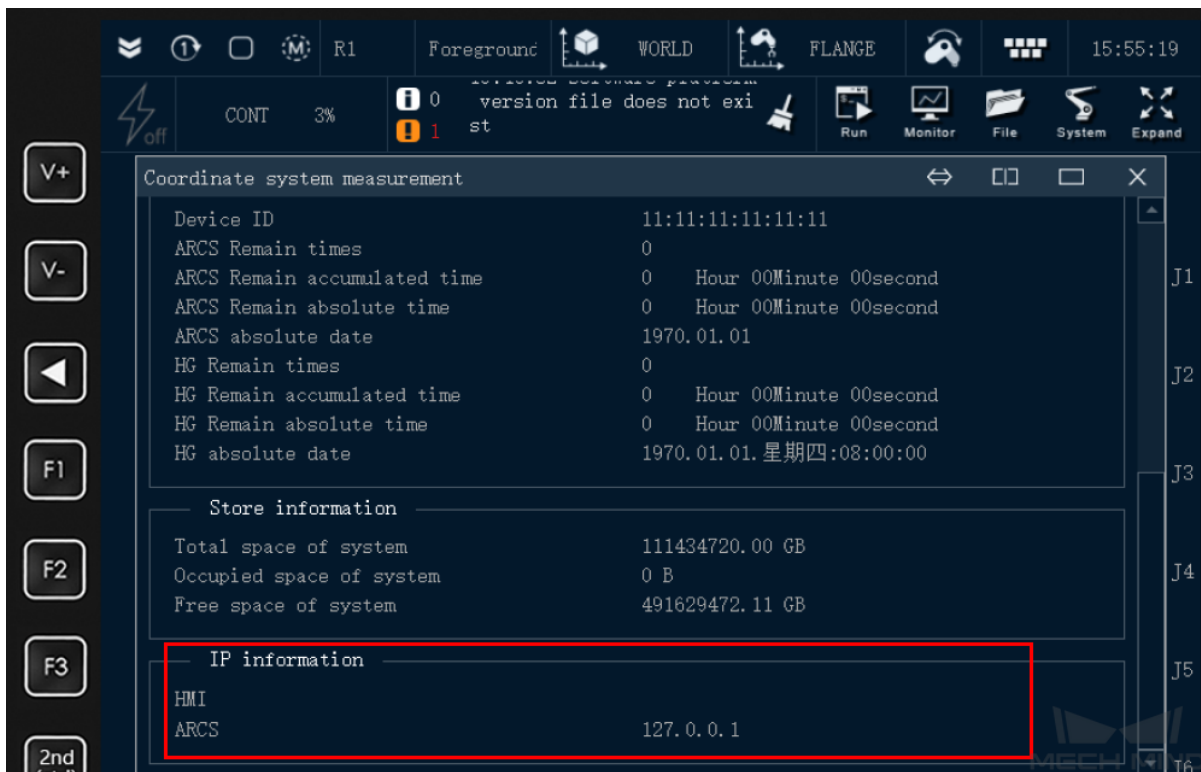 R1 Foreground WORLD FLANGE 15:55:19
off CONT 3% 0 version file does not exi
1 st
Run Monitor File System Expand
V+
V-
F1
F2
F3
2nd
Coordinate system measurement
Device ID 11:11:11:11:11:11
ARCS Remain times 0
ARCS Remain accumulated time 0 Hour 00Minute 00second
ARCS Remain absolute time 0 Hour 00Minute 00second
ARCS absolute date 1970.01.01
HG Remain times 0
HG Remain accumulated time 0 Hour 00Minute 00second
HG Remain absolute time 0 Hour 00Minute 00second
HG absolute date 1970.01.01.星期四:08:00:00
Store information
Total space of system 111434720.00 GB
Occupied space of system 0 B
Free space of system 491629472.11 GB
IP information
HMI
ARCS 127.0.0.1
J1
J2
J3
J4
J5
J6
MECH MIND